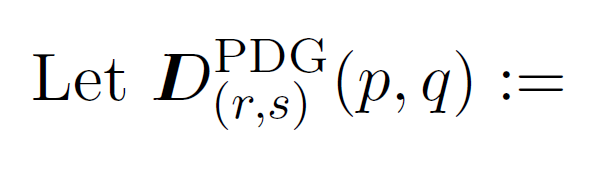 Let $\boldsymbol{D}^{\mathrm{PDG}}_{(r,s)}(p, q) :=$